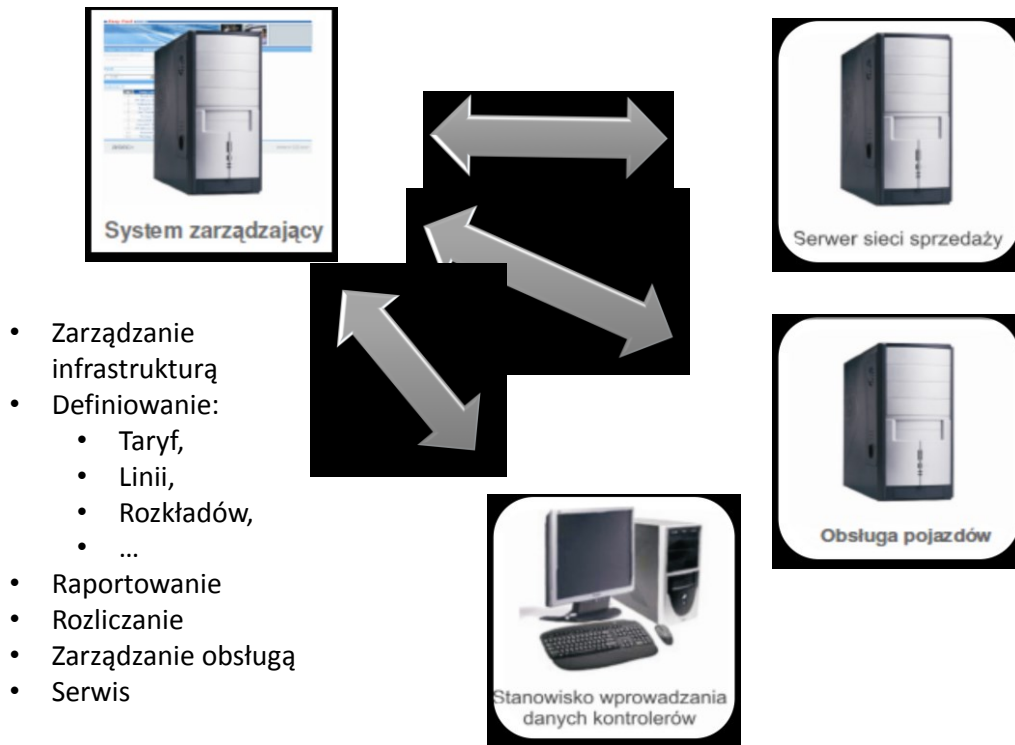 System zarządzający
Serwer sieci sprzedaży
• Zarządzanie
infrastrukturą
• Definiowanie:
• Taryf,
• Linii,
• Rozkładów,
• ...
• Raportowanie
• Rozliczanie
• Zarządzanie obsługą
• Serwis
Obsługa pojazdów
Stanowisko wprowadzania
danych kontrolerów